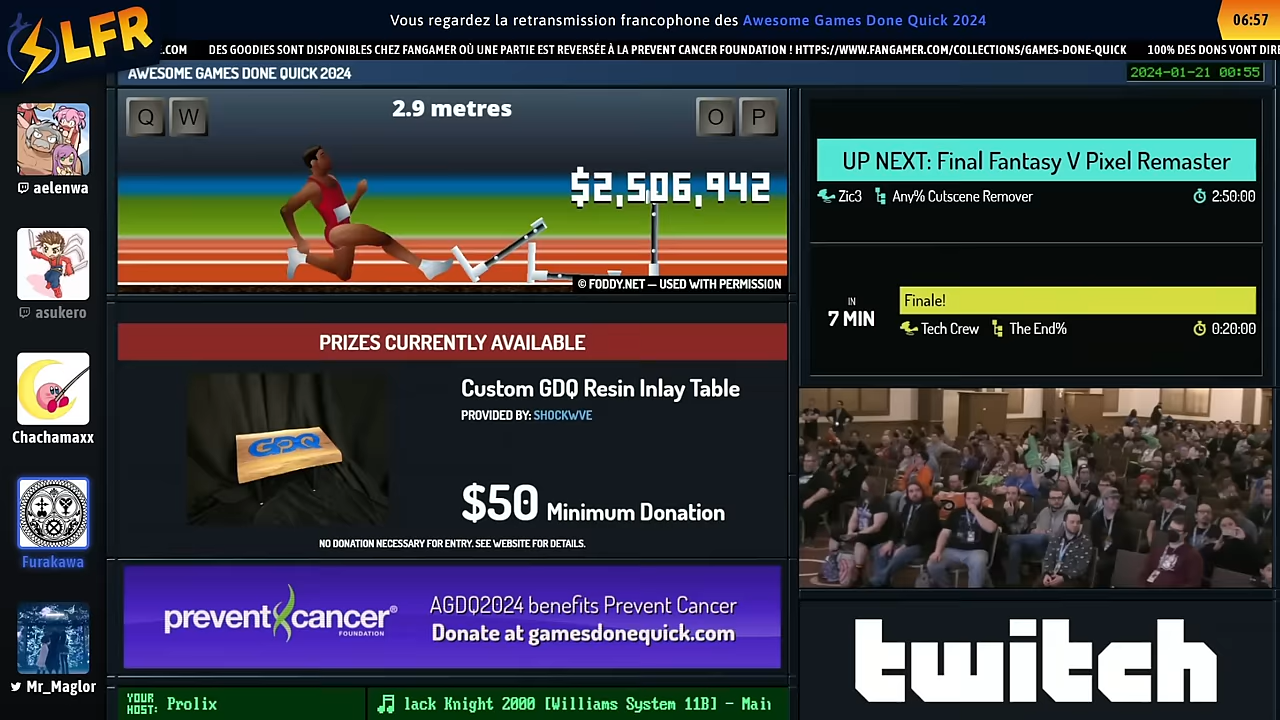 LFR
Vous regardez la retransmission francophone des Awesome Games Done Quick 2024
06:57
.COM DES GOODIES SONT DISPONIBLES CHEZ FANGAMER OÙ UNE PARTIE EST REVERSÉE À LA PREVENT CANCER FOUNDATION ! HTTPS://WWW.FANGAMER.COM/COLLECTIONS/GAMES-DONE-QUICK 100% DES DONS VONT DIRE
AWESOME GAMES DONE QUICK 2024
2024-01-21 00:55
Q W
2.9 metres
O P
$2,506,942
© FODDY.NET — USED WITH PERMISSION
aelenwa
asukero
Chachamaxx
Furakawa
Mr_Maglor
UP NEXT: Final Fantasy V Pixel Remaster
Zic3 Any% Cutscene Remover 2:50:00
IN
7 MIN
Finale!
Tech Crew The End% 0:20:00
PRIZES CURRENTLY AVAILABLE
GDQ
Custom GDQ Resin Inlay Table
PROVIDED BY: SHOCKWVE
$50 Minimum Donation
NO DONATION NECESSARY FOR ENTRY. SEE WEBSITE FOR DETAILS.
prevent cancer®
FOUNDATION
AGDQ2024 benefits Prevent Cancer
Donate at gamesdonequick.com
twitch
YOUR
HOST: Prolix
lack Knight 2000 [Williams System 11B] - Main